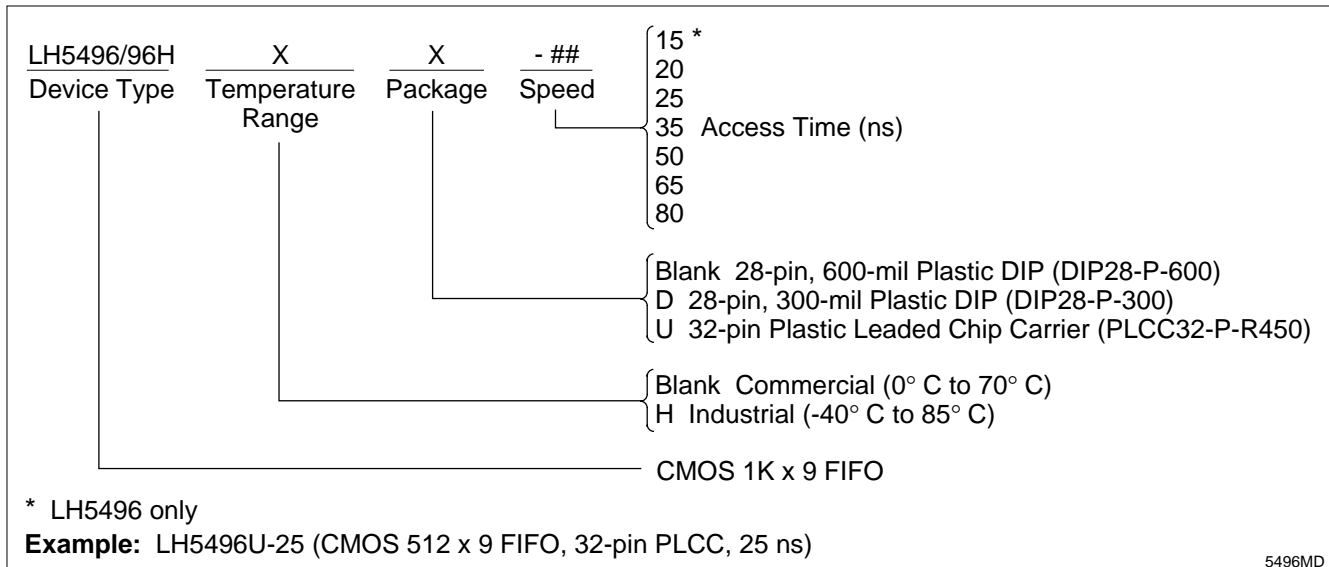 LH5496/96H X X - ##
Device Type Temperature Range Package Speed
15 *
20
25
35 Access Time (ns)
50
65
80
Blank 28-pin, 600-mil Plastic DIP (DIP28-P-600)
D 28-pin, 300-mil Plastic DIP (DIP28-P-300)
U 32-pin Plastic Leaded Chip Carrier (PLCC32-P-R450)
Blank Commercial (0° C to 70° C)
H Industrial (-40° C to 85° C)
CMOS 1K x 9 FIFO
* LH5496 only
Example: LH5496U-25 (CMOS 512 x 9 FIFO, 32-pin PLCC, 25 ns)
5496MD